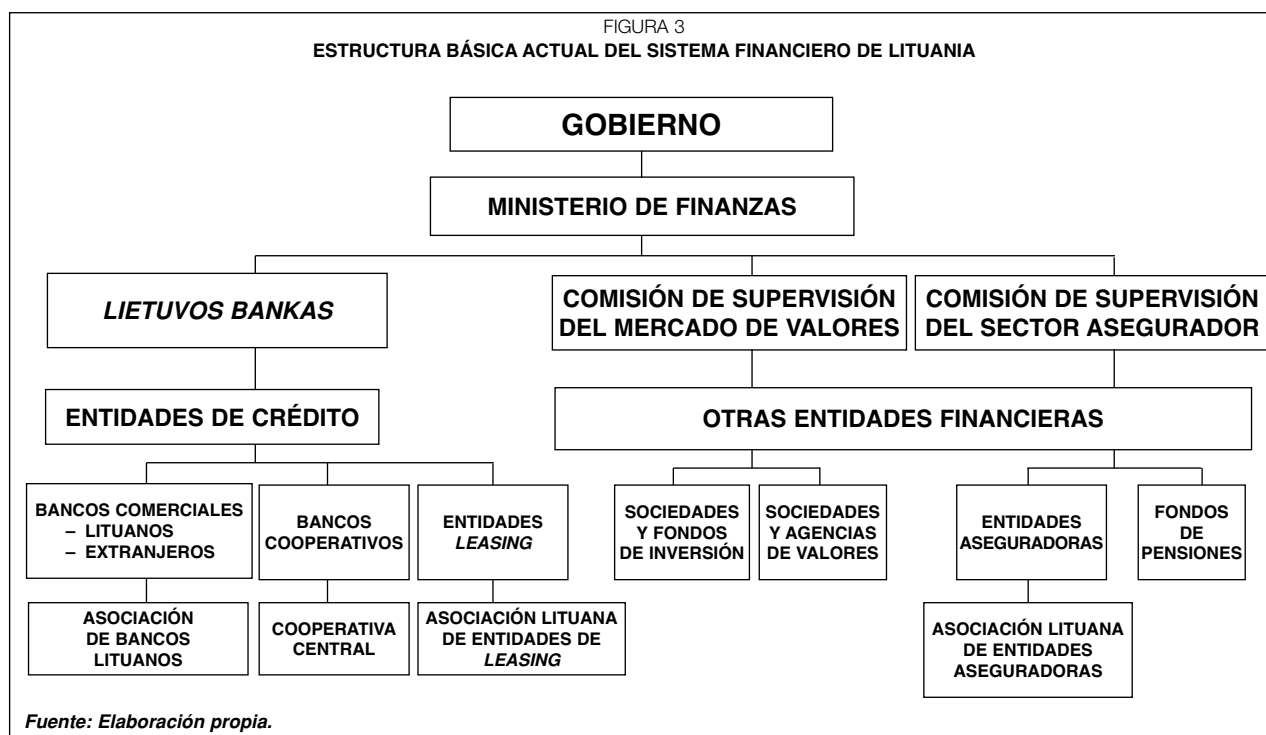 FIGURA 3
ESTRUCTURA BÁSICA ACTUAL DEL SISTEMA FINANCIERO DE LITUANIA
GOBIERNO
MINISTERIO DE FINANZAS
LIETUVOS BANKAS
COMISIÓN DE SUPERVISIÓN
DEL MERCADO DE VALORES
COMISIÓN DE SUPERVISIÓN
DEL SECTOR ASEGURADOR
ENTIDADES DE CRÉDITO
OTRAS ENTIDADES FINANCIERAS
BANCOS COMERCIALES
– LITUANOS
– EXTRANJEROS
BANCOS
COOPERATIVOS
ENTIDADES
LEASING
SOCIEDADES
Y FONDOS
DE INVERSIÓN
SOCIEDADES
Y AGENCIAS
DE VALORES
ENTIDADES
ASEGURADORAS
FONDOS
DE
PENSIONES
ASOCIACIÓN
DE BANCOS
LITUANOS
COOPERATIVA
CENTRAL
ASOCIACIÓN LITUANA
DE ENTIDADES DE
LEASING
ASOCIACIÓN LITUANA
DE ENTIDADES
ASEGURADORAS
Fuente: Elaboración propia.